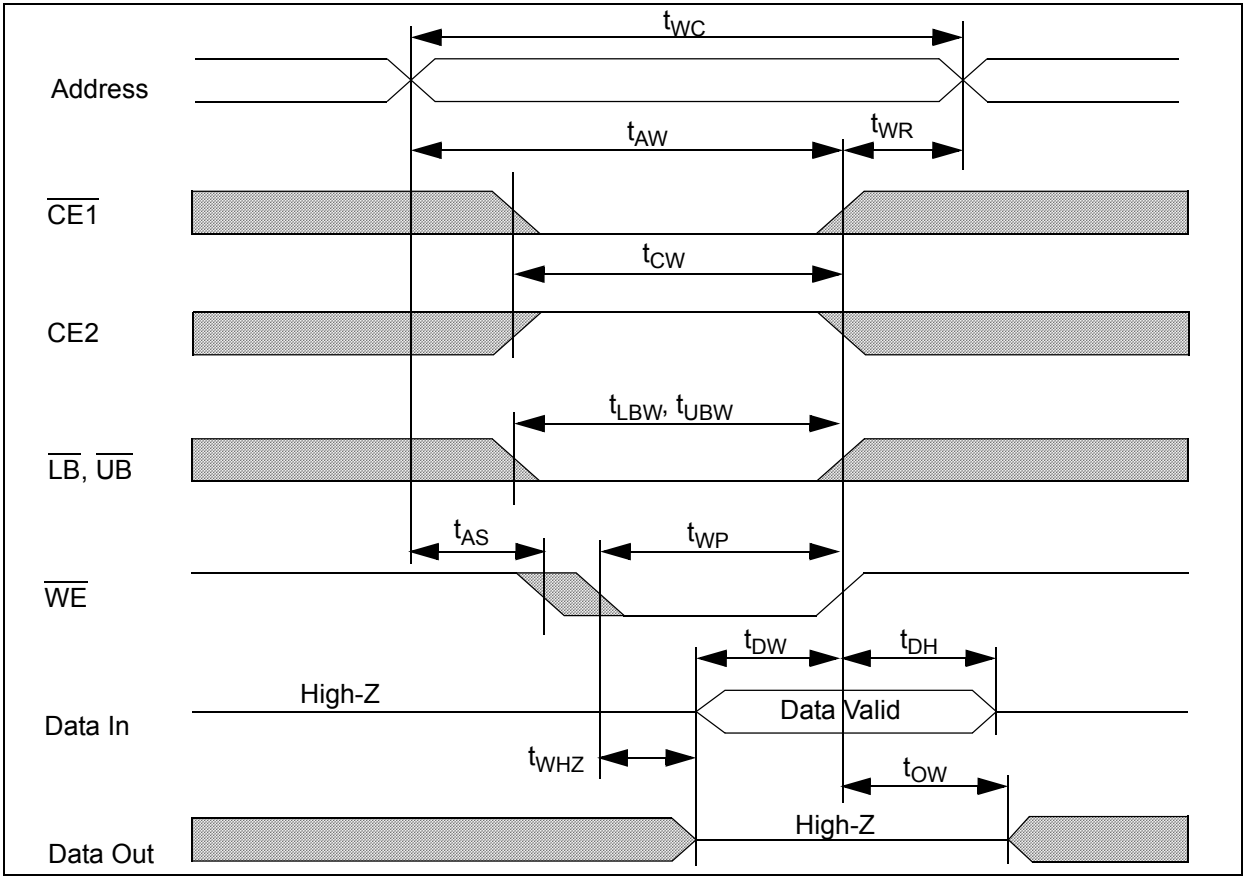 tWC
Address
tAW
tWR
CE1
tCW
CE2
tLBW, tUBW
LB, UB
tAS
tWP
WE
tDW
tDH
High-Z
Data Valid
Data In
tWHZ
tOW
High-Z
Data Out